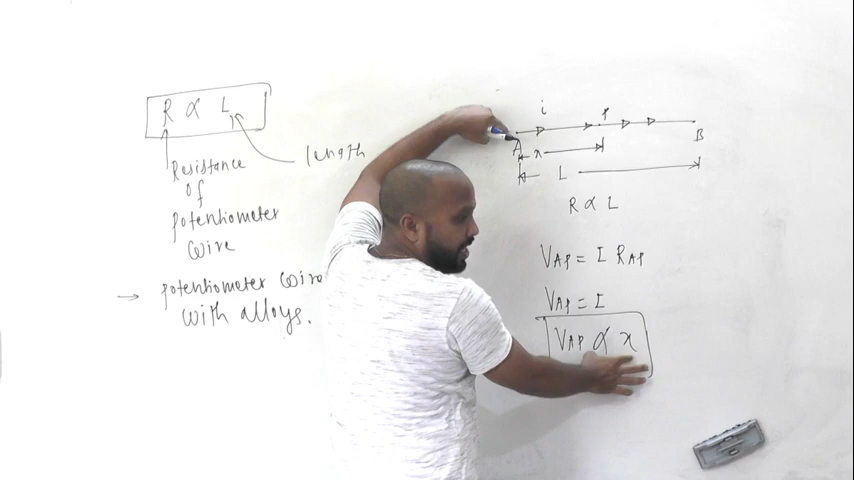 R ∝ L
length
Resistance
of
potentiometer
wire
→ potentiometer wire
with alloys.
i
P
A
B
x
L
R ∝ L
VAP = I RAP
VAP = I
VAP ∝ x